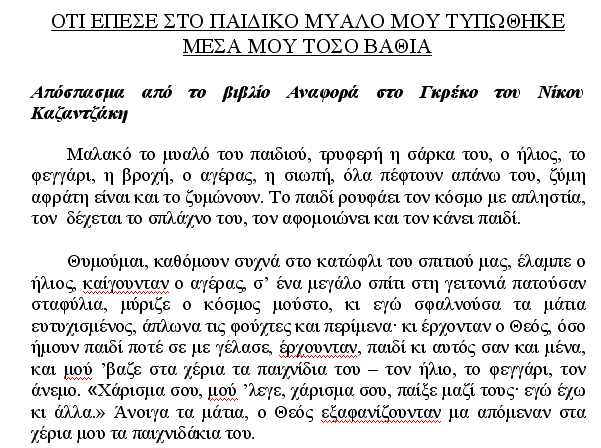 ΟΤΙ ΕΠΕΣΕ ΣΤΟ ΠΑΙΔΙΚΟ ΜΥΑΛΟ ΜΟΥ ΤΥΠΩΘΗΚΕ
ΜΕΣΑ ΜΟΥ ΤΟΣΟ ΒΑΘΙΑ
Απόσπασμα από το βιβλίο Αναφορά στο Γκρέκο του Νίκου
Καζαντζάκη
Μαλακό το μυαλό του παιδιού, τρυφερή η σάρκα του, ο ήλιος, το
φεγγάρι, η βροχή, ο αγέρας, η σιωπή, όλα πέφτουν απάνω του, ζύμη
αφράτη είναι και το ζυμώνουν. Το παιδί ρουφάει τον κόσμο με απληστία,
τον δέχεται το σπλάχνο του, τον αφομοιώνει και τον κάνει παιδί.
Θυμούμαι, καθόμουν συχνά στο κατώφλι του σπιτιού μας, έλαμπε ο
ήλιος, καίγουνταν ο αγέρας, σ’ ένα μεγάλο σπίτι στη γειτονιά πατούσαν
σταφύλια, μύριζε ο κόσμος μούστο, κι εγώ σφαλνούσα τα μάτια
ευτυχισμένος, άπλωνα τις φούχτες και περίμενα· κι έρχονταν ο Θεός, όσο
ήμουν παιδί ποτέ σε με γέλασε, έρχουνταν, παιδί κι αυτός σαν και μένα,
και μού ’βαζε στα χέρια τα παιχνίδια του – τον ήλιο, το φεγγάρι, τον
άνεμο. «Χάρισμα σου, μού ’λεγε, χάρισμα σου, παίξε μαζί τους· εγώ έχω
κι άλλα.» Άνοιγα τα μάτια, ο Θεός εξαφανίζουνταν μα απόμεναν στα
χέρια μου τα παιχνιδάκια του.